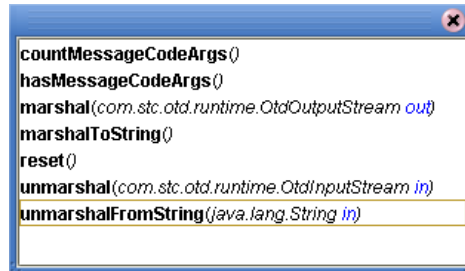 countMessageCodeArgs()
hasMessageCodeArgs()
marshal(com.stc.otd.runtime.OtdOutputStream out)
marshalToString()
reset()
unmarshal(com.stc.otd.runtime.OtdInputStream in)
unmarshalFromString(java.lang.String in)